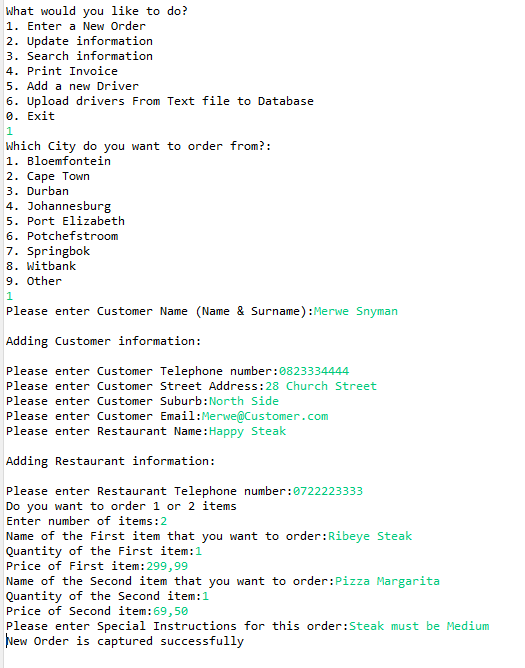 What would you like to do?
1. Enter a New Order
2. Update information
3. Search information
4. Print Invoice
5. Add a new Driver
6. Upload drivers From Text file to Database
0. Exit
1
Which City do you want to order from?:
1. Bloemfontein
2. Cape Town
3. Durban
4. Johannesburg
5. Port Elizabeth
6. Potchefstroom
7. Springbok
8. Witbank
9. Other
1
Please enter Customer Name (Name & Surname):Merwe Snyman
Adding Customer information:
Please enter Customer Telephone number:0823334444
Please enter Customer Street Address:28 Church Street
Please enter Customer Suburb:North Side
Please enter Customer Email:Merwe@Customer.com
Please enter Restaurant Name:Happy Steak
Adding Restaurant information:
Please enter Restaurant Telephone number:0722223333
Do you want to order 1 or 2 items
Enter number of items:2
Name of the First item that you want to order:Ribeye Steak
Quantity of the First item:1
Price of First item:299,99
Name of the Second item that you want to order:Pizza Margarita
Quantity of the Second item:1
Price of Second item:69,50
Please enter Special Instructions for this order:Steak must be Medium
New Order is captured successfully